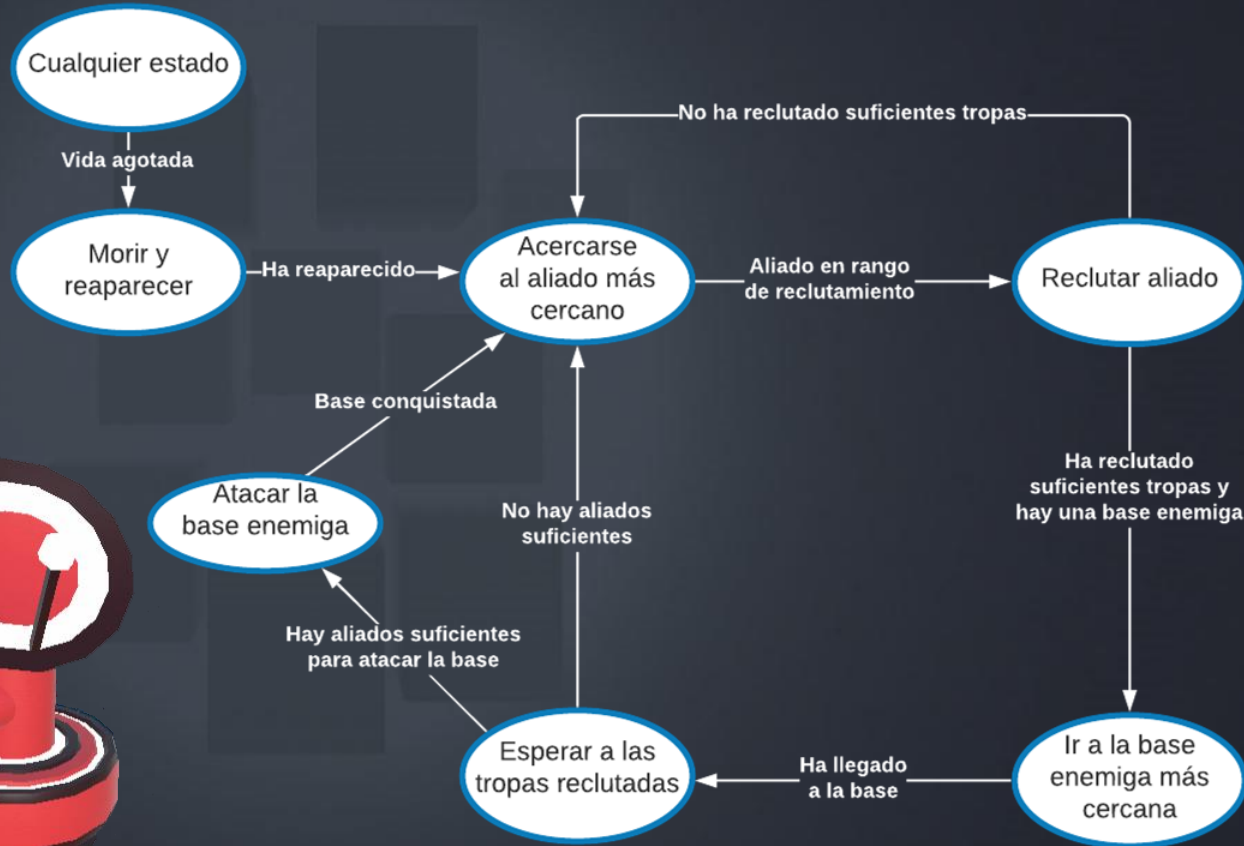 Cualquier estado
Vida agotada
Morir y
reaparecer
Ha reaparecido
No ha reclutado suficientes tropas
Acercarse
al aliado más
cercano
Aliado en rango
de reclutamiento
Reclutar aliado
Base conquistada
Atacar la
base enemiga
No hay aliados
suficientes
Ha reclutado
suficientes tropas y
hay una base enemiga
Hay aliados suficientes
para atacar la base
Esperar a las
tropas reclutadas
Ha llegado
a la base
Ir a la base
enemiga más
cercana